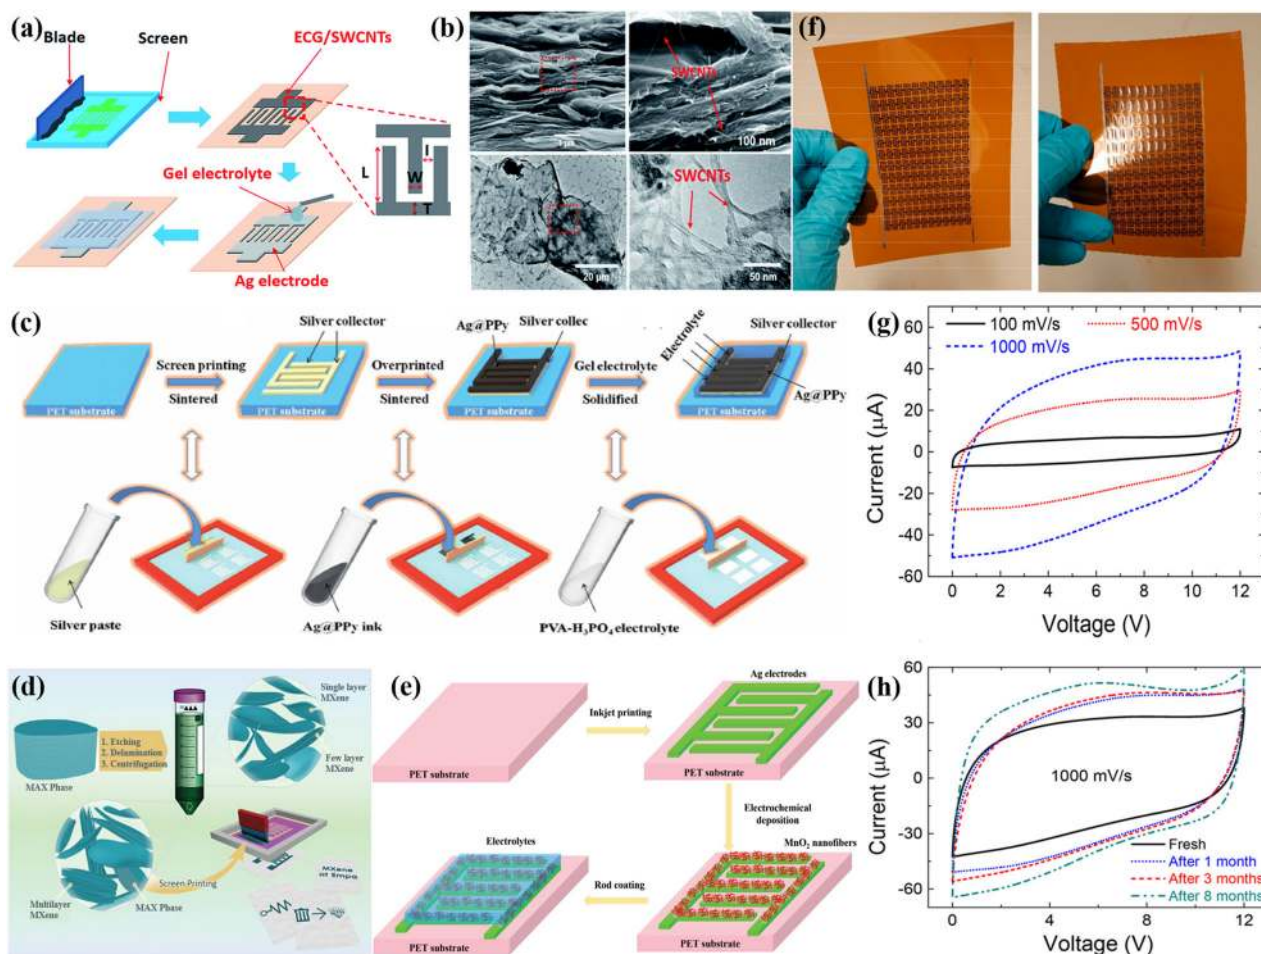 (a)
Blade
Screen
ECG/SWCNTs
Gel electrolyte
L
I
W
T
Ag electrode
(b)
SWCNTs
100 nm
SWCNTs
20 μm
50 nm
(f)
(c)
Silver collector
Ag@PPy
Silver collec
Electrolyte
Silver collector
Screen printing
Sintered
Overprinted
Sintered
Gel electrolyte
Solidified
Ag@PPy
PET substrate
PET substrate
PET substrate
PET substrate
Silver paste
Ag@PPy ink
PVA-H₃PO₄ electrolyte
(g)
100 mV/s
500 mV/s
1000 mV/s
Current (μA)
60
40
20
0
-20
-40
-60
0 2 4 6 8 10 12
Voltage (V)
(d)
Single layer
MXene
1. Etching
2. Delamination
3. Centrifugation
MAX Phase
Few layer
MXene
Screen Printing
Multilayer
MXene
MAX Phase
MXene
at Empa
(e)
Ag electrodes
Inkjet printing
PET substrate
PET substrate
Electrochemical
deposition
Electrolytes
MnO₂ nanofibers
Rod coating
PET substrate
PET substrate
(h)
Current (μA)
60
30
0
-30
-60
1000 mV/s
Fresh
After 1 month
After 3 months
After 8 months
0 4 8 12
Voltage (V)